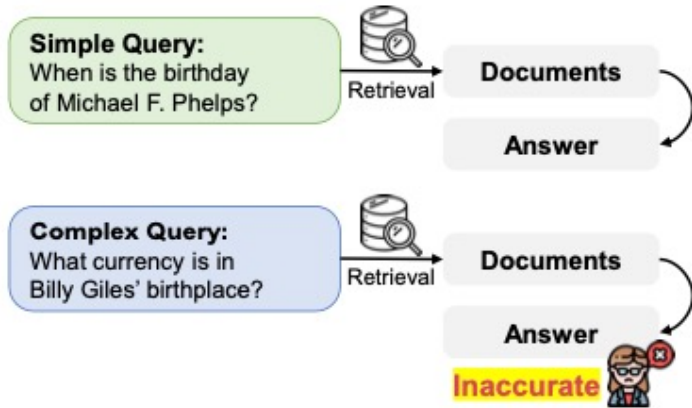 Simple Query:
When is the birthday
of Michael F. Phelps?
Retrieval
Documents
Answer
Complex Query:
What currency is in
Billy Giles’ birthplace?
Retrieval
Documents
Answer
Inaccurate